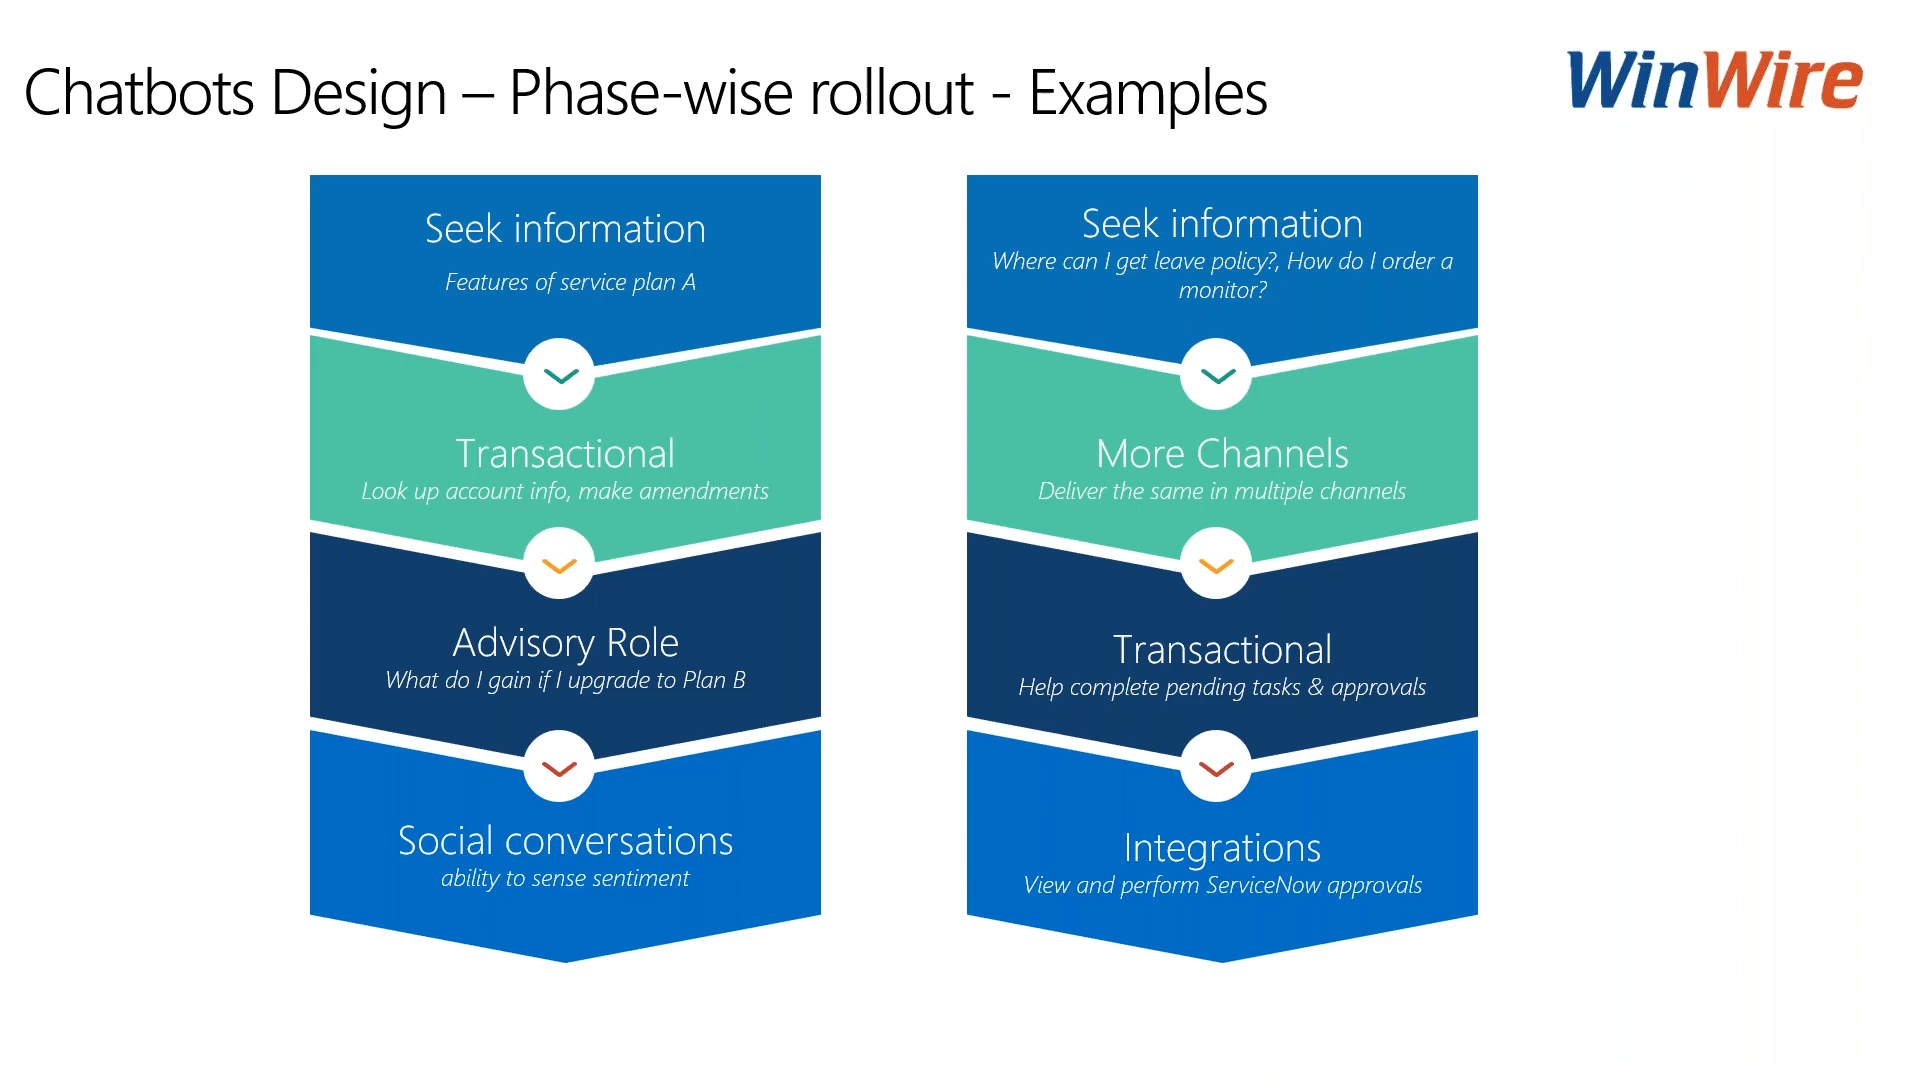 Chatbots Design – Phase-wise rollout - Examples
WinWire
Seek information
Features of service plan A
Transactional
Look up account info, make amendments
Advisory Role
What do I gain if I upgrade to Plan B
Social conversations
ability to sense sentiment
Seek information
Where can I get leave policy?, How do I order a
monitor?
More Channels
Deliver the same in multiple channels
Transactional
Help complete pending tasks & approvals
Integrations
View and perform ServiceNow approvals